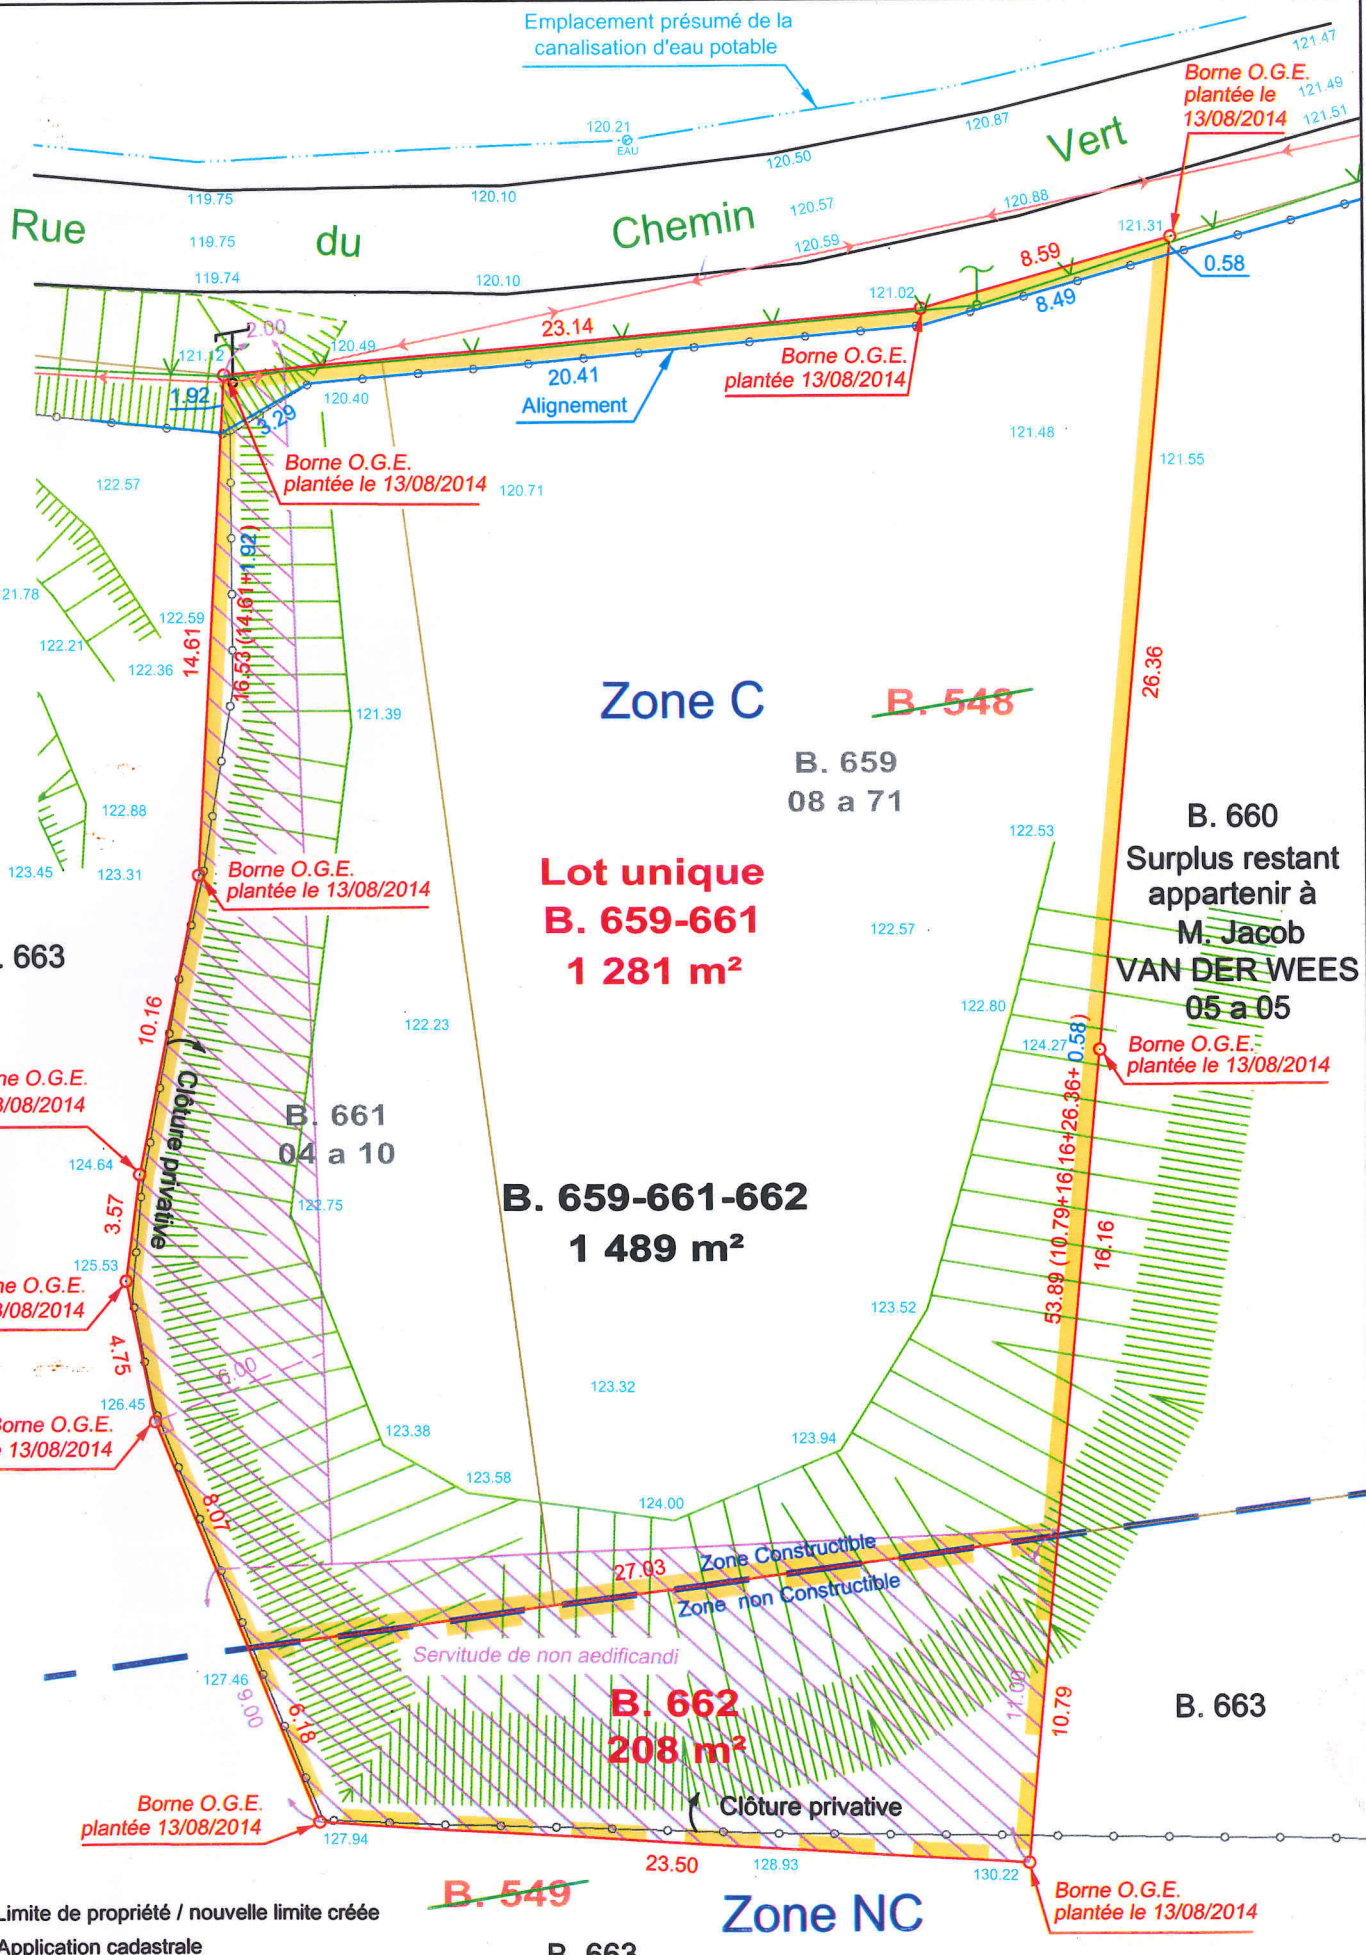 Emplacement présumé de la
canalisation d'eau potable
121.47
Borne O.G.E.
plantée le
13/08/2014
121.49
121.51
120.21
EAU
120.87
Vert
120.50
119.75
120.10
120.88
120.57
Rue
du
Chemin
121.31
119.75
120.59
8.59
0.58
119.74
120.10
121.02
8.49
2.00
23.14
121.12
120.49
Borne O.G.E.
plantée 13/08/2014
20.41
1.92
120.40
Alignement
3.29
121.48
121.55
Borne O.G.E.
plantée le 13/08/2014
122.57
120.71
16.53 (14.61+1.92)
21.78
122.59
14.61
122.21
122.36
26.36
Zone C
B. 548
121.39
B. 659
08 a 71
122.88
B. 660
Surplus restant
appartenir à
M. Jacob
VAN DER WEES
05 a 05
122.53
123.45
123.31
Borne O.G.E.
plantée le 13/08/2014
Lot unique
B. 659-661
1 281 m²
122.57
. 663
122.80
10.16
122.23
124.27
Borne O.G.E.
plantée le 13/08/2014
53.89 (10.79+16.16+26.36+ 0.58)
ne O.G.E.
3/08/2014
Clôture privative
B. 661
04 a 10
124.64
3.57
122.75
B. 659-661-662
1 489 m²
16.16
125.53
ne O.G.E.
3/08/2014
123.52
4.75
6.00
123.32
126.45
Borne O.G.E.
e 13/08/2014
123.38
123.94
123.58
124.00
8.07
27.03
Zone Constructible
Zone non Constructible
Servitude de non aedificandi
127.46
9.00
6.18
B. 662
208 m²
11.00
10.79
B. 663
Borne O.G.E.
plantée 13/08/2014
Clôture privative
127.94
23.50
128.93
130.22
B. 549
Zone NC
Borne O.G.E.
plantée le 13/08/2014
Limite de propriété / nouvelle limite créée
Application cadastrale
B. 663